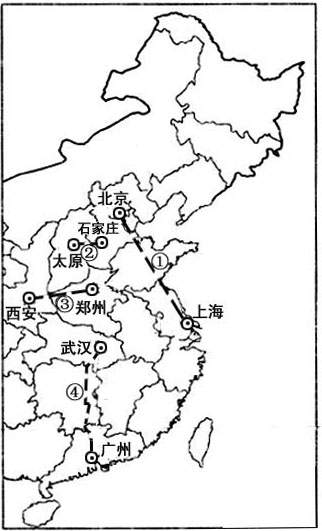 北京
石家庄
①
②
太原
③
西安
郑州
上海
武汉
④
广州